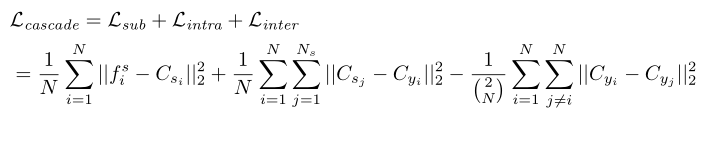 \mathcal{L}_{cascade} = \mathcal{L}_{sub} + \mathcal{L}_{intra} + \mathcal{L}_{inter}
= \frac{1}{N} \sum_{i=1}^{N} ||f_i^s - C_{s_i}||_2^2 + \frac{1}{N} \sum_{i=1}^{N} \sum_{j=1}^{N_s} ||C_{s_j} - C_{y_i}||_2^2 - \frac{1}{\binom{2}{N}} \sum_{i=1}^{N} \sum_{j \neq i}^{N} ||C_{y_i} - C_{y_j}||_2^2